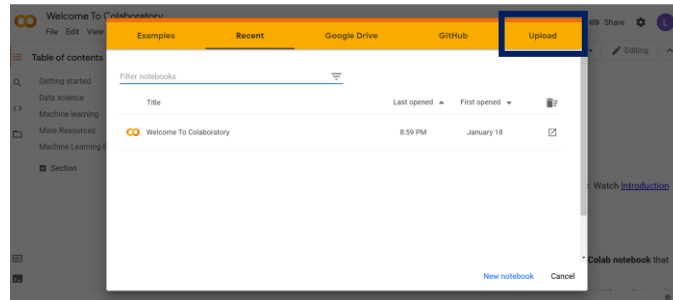 Welcome To Colaboratory
File Edit View
Share
Examples Recent Google Drive GitHub Upload
Editing
Table of contents
Filter notebooks
Getting started
Data science
Title Last opened First opened
Machine learning
More Resources
Welcome To Colaboratory 8:59 PM January 18
Machine Learning E
Section
. Watch Introduction
Colab notebook that
New notebook Cancel